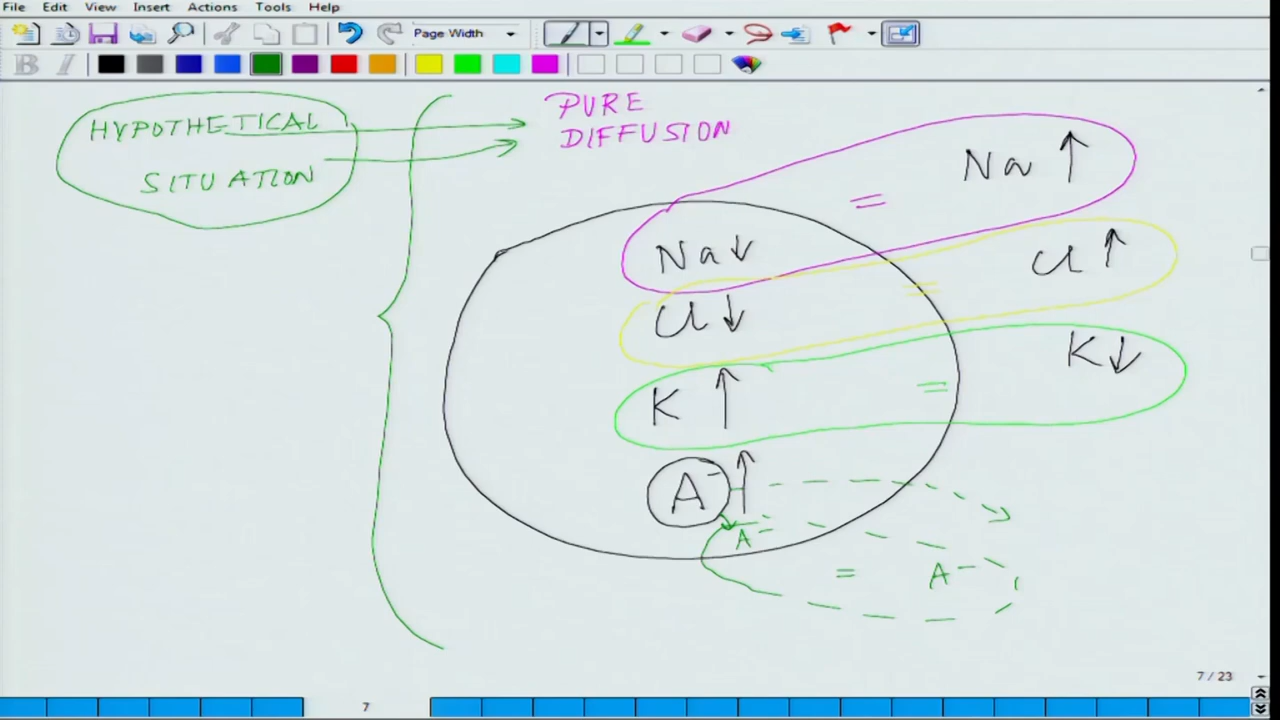 File Edit View Insert Actions Tools Help
Page Width
B I
HYPOTHETICAL
SITUATION
PURE
DIFFUSION
Na ↑
=
Na ↓
Cl ↑
=
Cl ↓
K ↓
=
K ↑
A⁻ ↑
A⁻
= A⁻
7 / 23
7